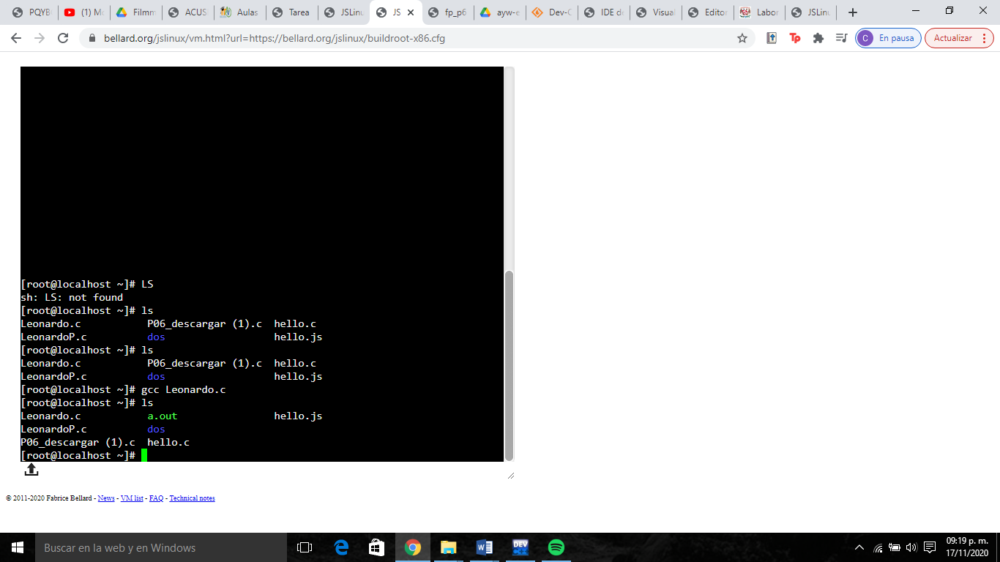 PQYB
(1) Mo
Filmm
ACUS
Aulas
Tarea
JSLinu
JS
fp_p6
ayw-e
Dev-C
IDE de
Visual
Editor
Labor
JSLinu
bellard.org/jslinux/vm.html?url=https://bellard.org/jslinux/buildroot-x86.cfg
Tp
C En pausa
Actualizar
[root@localhost ~]# LS
sh: LS: not found
[root@localhost ~]# ls
Leonardo.c P06_descargar (1).c hello.c
LeonardoP.c dos hello.js
[root@localhost ~]# ls
Leonardo.c P06_descargar (1).c hello.c
LeonardoP.c dos hello.js
[root@localhost ~]# gcc Leonardo.c
[root@localhost ~]# ls
Leonardo.c a.out hello.js
LeonardoP.c dos
P06_descargar (1).c hello.c
[root@localhost ~]#
© 2011-2020 Fabrice Bellard - News - VM list - FAQ - Technical notes
Buscar en la web y en Windows
DEV
09:19 p. m.
17/11/2020